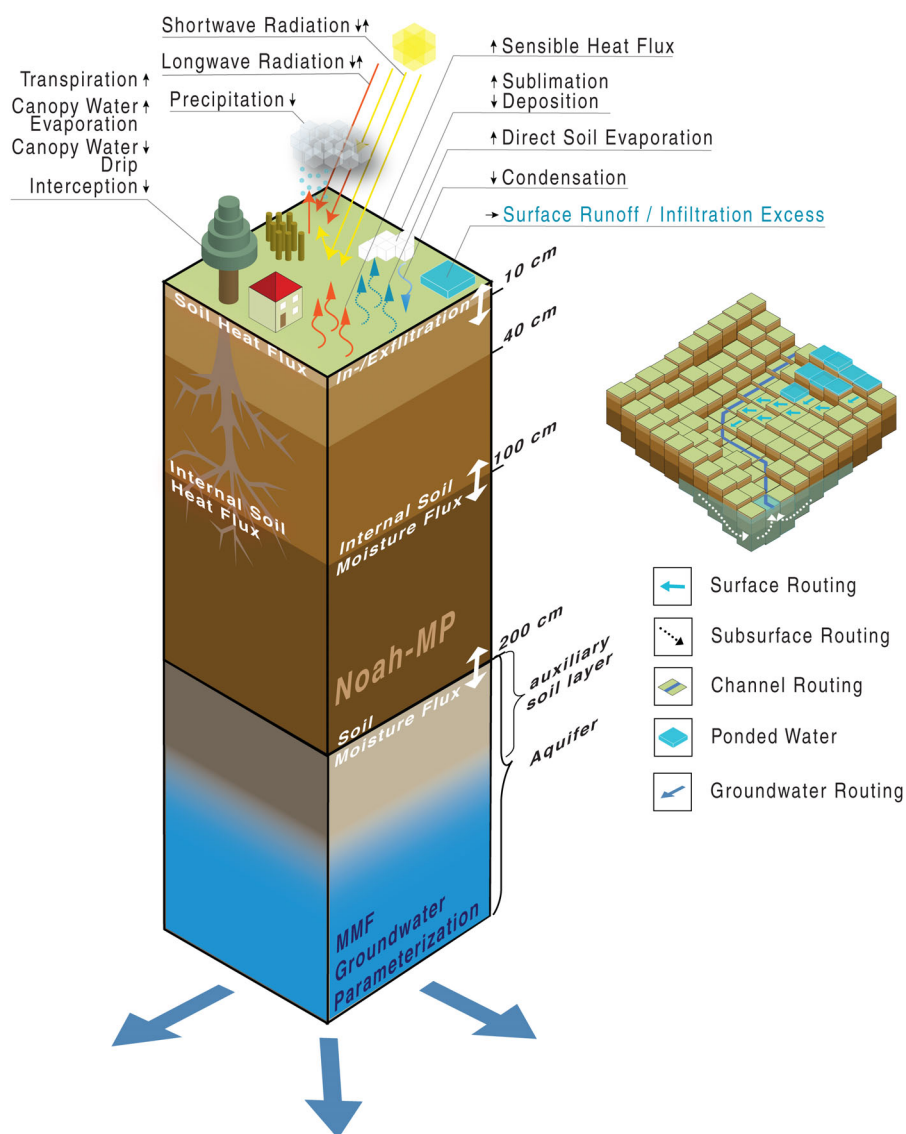 Shortwave Radiation ↓↑
Longwave Radiation ↓↑
Precipitation ↓
Transpiration ↑
Canopy Water ↑
Evaporation
Canopy Water ↓
Drip
Interception ↓
↑ Sensible Heat Flux
↑ Sublimation
↓ Deposition
↑ Direct Soil Evaporation
↓ Condensation
→ Surface Runoff / Infiltration Excess
10 cm
40 cm
100 cm
200 cm
Soil Heat Flux
In-/Exfiltration
Internal Soil
Heat Flux
Internal Soil
Moisture Flux
Noah-MP
Soil
Moisture Flux
auxiliary
soil layer
Aquifer
MMF
Groundwater
Parameterization
Surface Routing
Subsurface Routing
Channel Routing
Ponded Water
Groundwater Routing